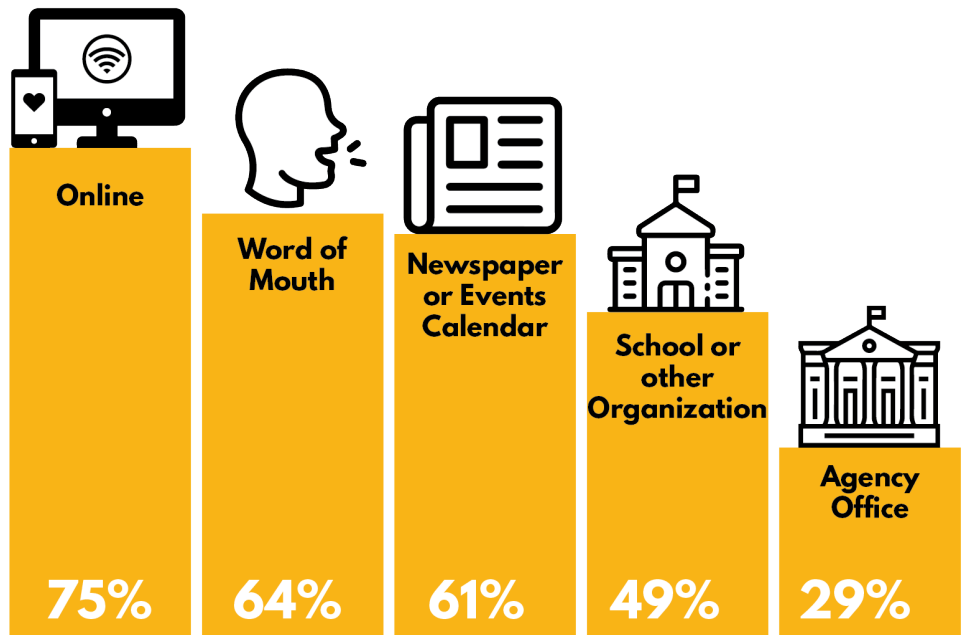 Online
75%
Word of
Mouth
64%
Newspaper
or Events
Calendar
61%
School or
other
Organization
49%
Agency
Office
29%